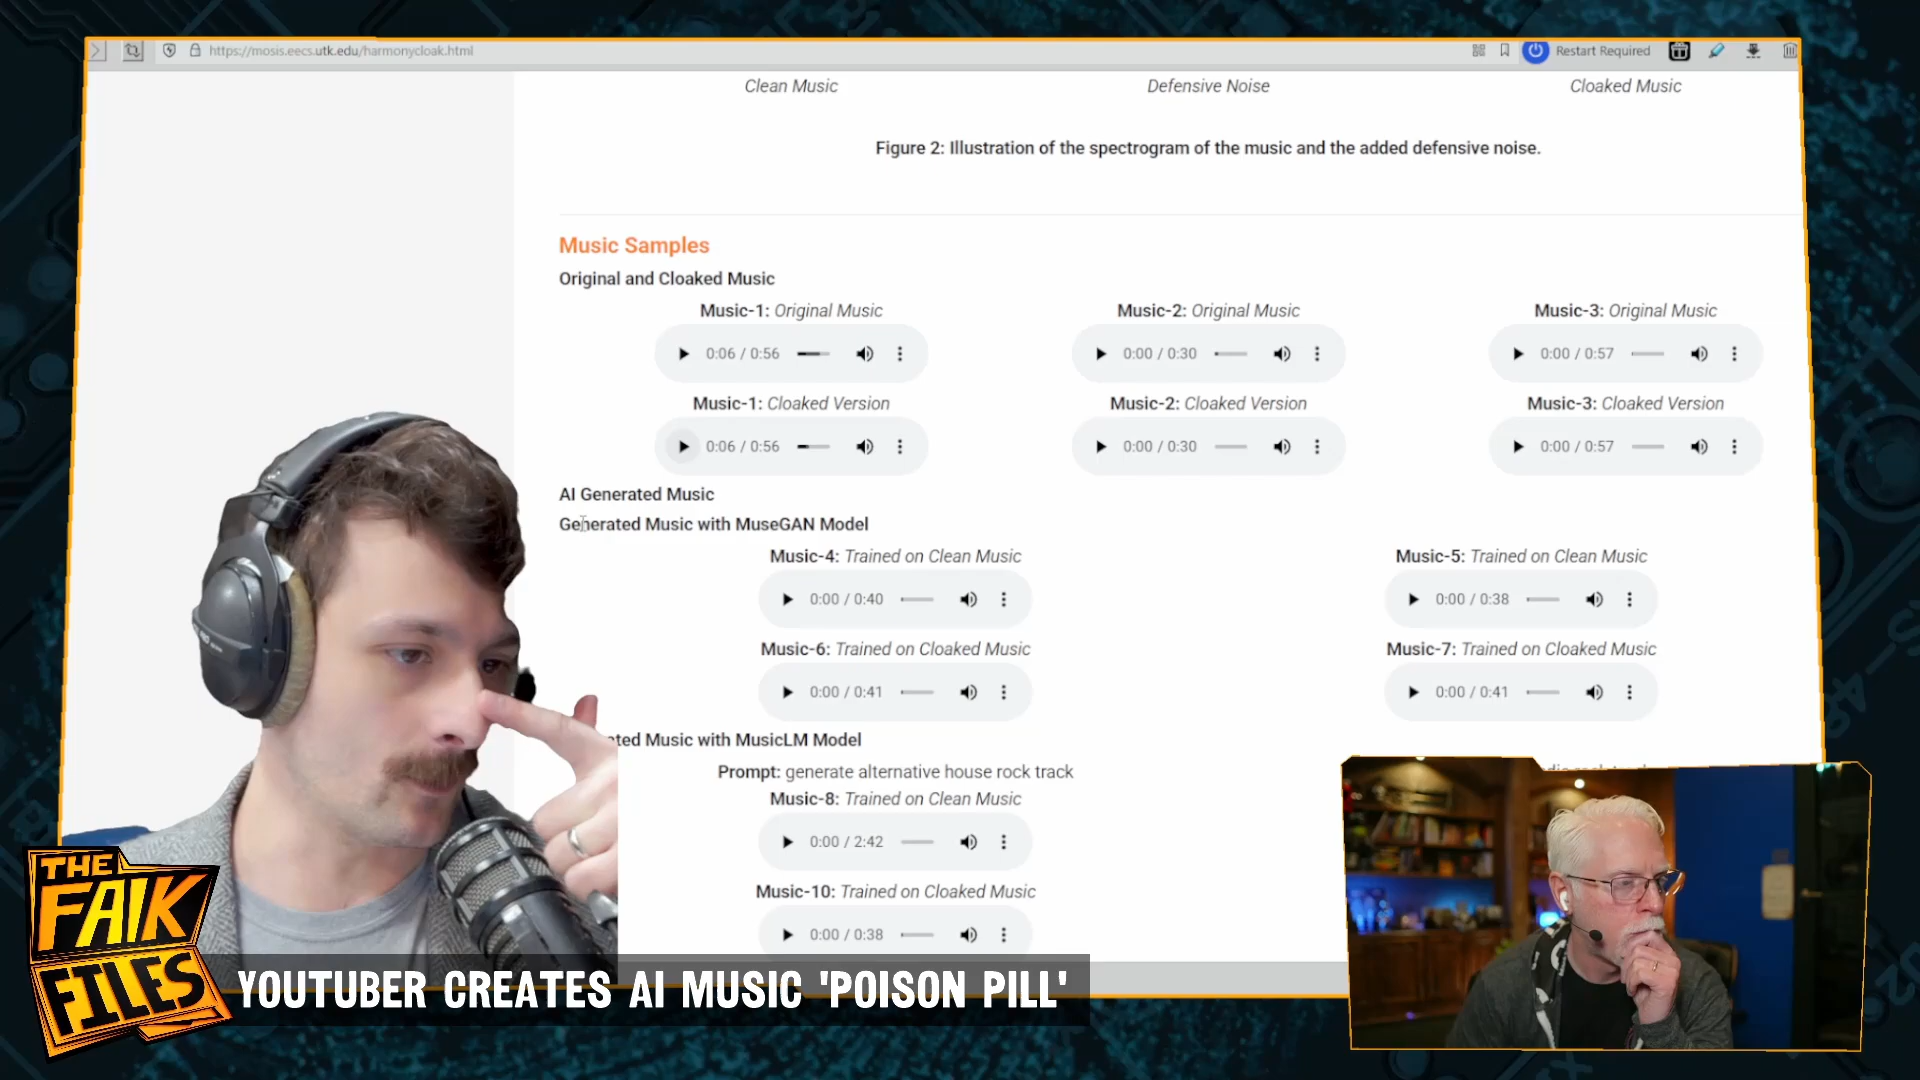 https://mosis.eecs.utk.edu/harmonycloak.html
Restart Required
Clean Music
Defensive Noise
Cloaked Music
Figure 2: Illustration of the spectrogram of the music and the added defensive noise.
Music Samples
Original and Cloaked Music
Music-1: Original Music
Music-2: Original Music
Music-3: Original Music
0:06 / 0:56
0:00 / 0:30
0:00 / 0:57
Music-1: Cloaked Version
Music-2: Cloaked Version
Music-3: Cloaked Version
0:06 / 0:56
0:00 / 0:30
0:00 / 0:57
AI Generated Music
Generated Music with MuseGAN Model
Music-4: Trained on Clean Music
Music-5: Trained on Clean Music
0:00 / 0:40
0:00 / 0:38
Music-6: Trained on Cloaked Music
Music-7: Trained on Cloaked Music
0:00 / 0:41
0:00 / 0:41
Music with MusicLM Model
Prompt: generate alternative house rock track
Music-8: Trained on Clean Music
0:00 / 2:42
Music-10: Trained on Cloaked Music
0:00 / 0:38
THE
FAIK
FILES
YOUTUBER CREATES AI MUSIC 'POISON PILL'